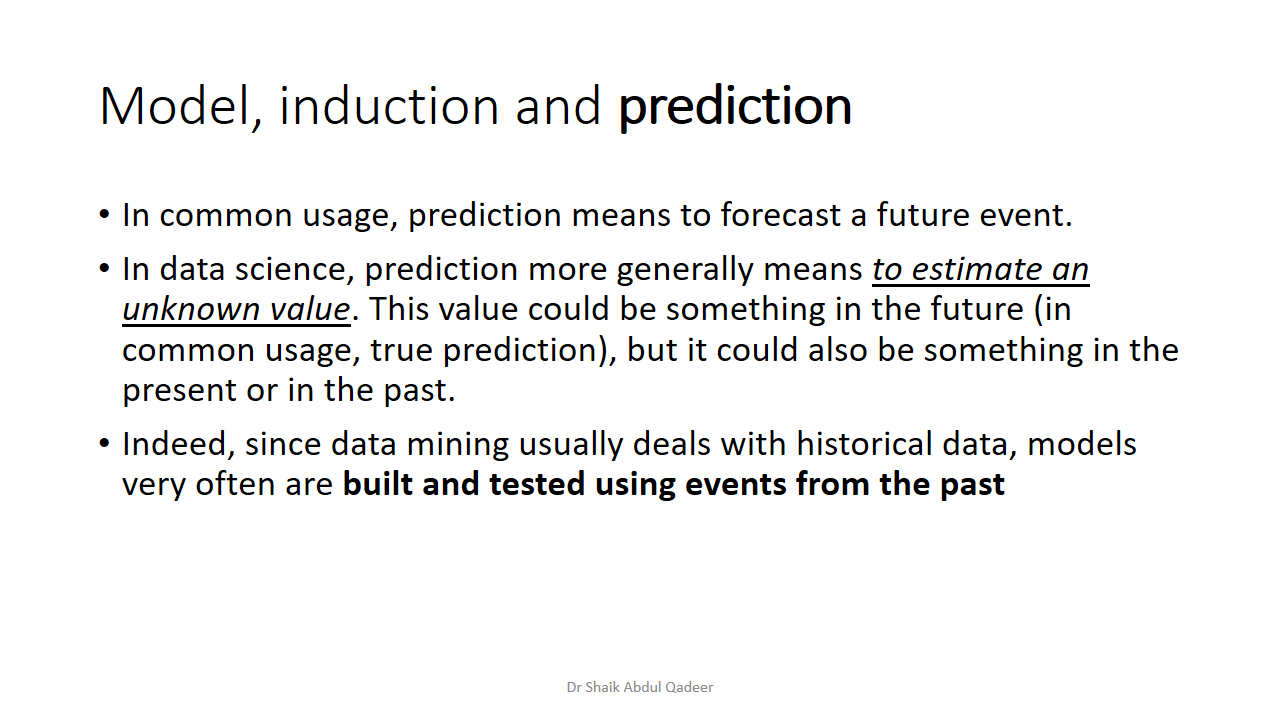 Model, induction and prediction
• In common usage, prediction means to forecast a future event.
• In data science, prediction more generally means to estimate an
unknown value. This value could be something in the future (in
common usage, true prediction), but it could also be something in the
present or in the past.
• Indeed, since data mining usually deals with historical data, models
very often are built and tested using events from the past
Dr Shaik Abdul Qadeer